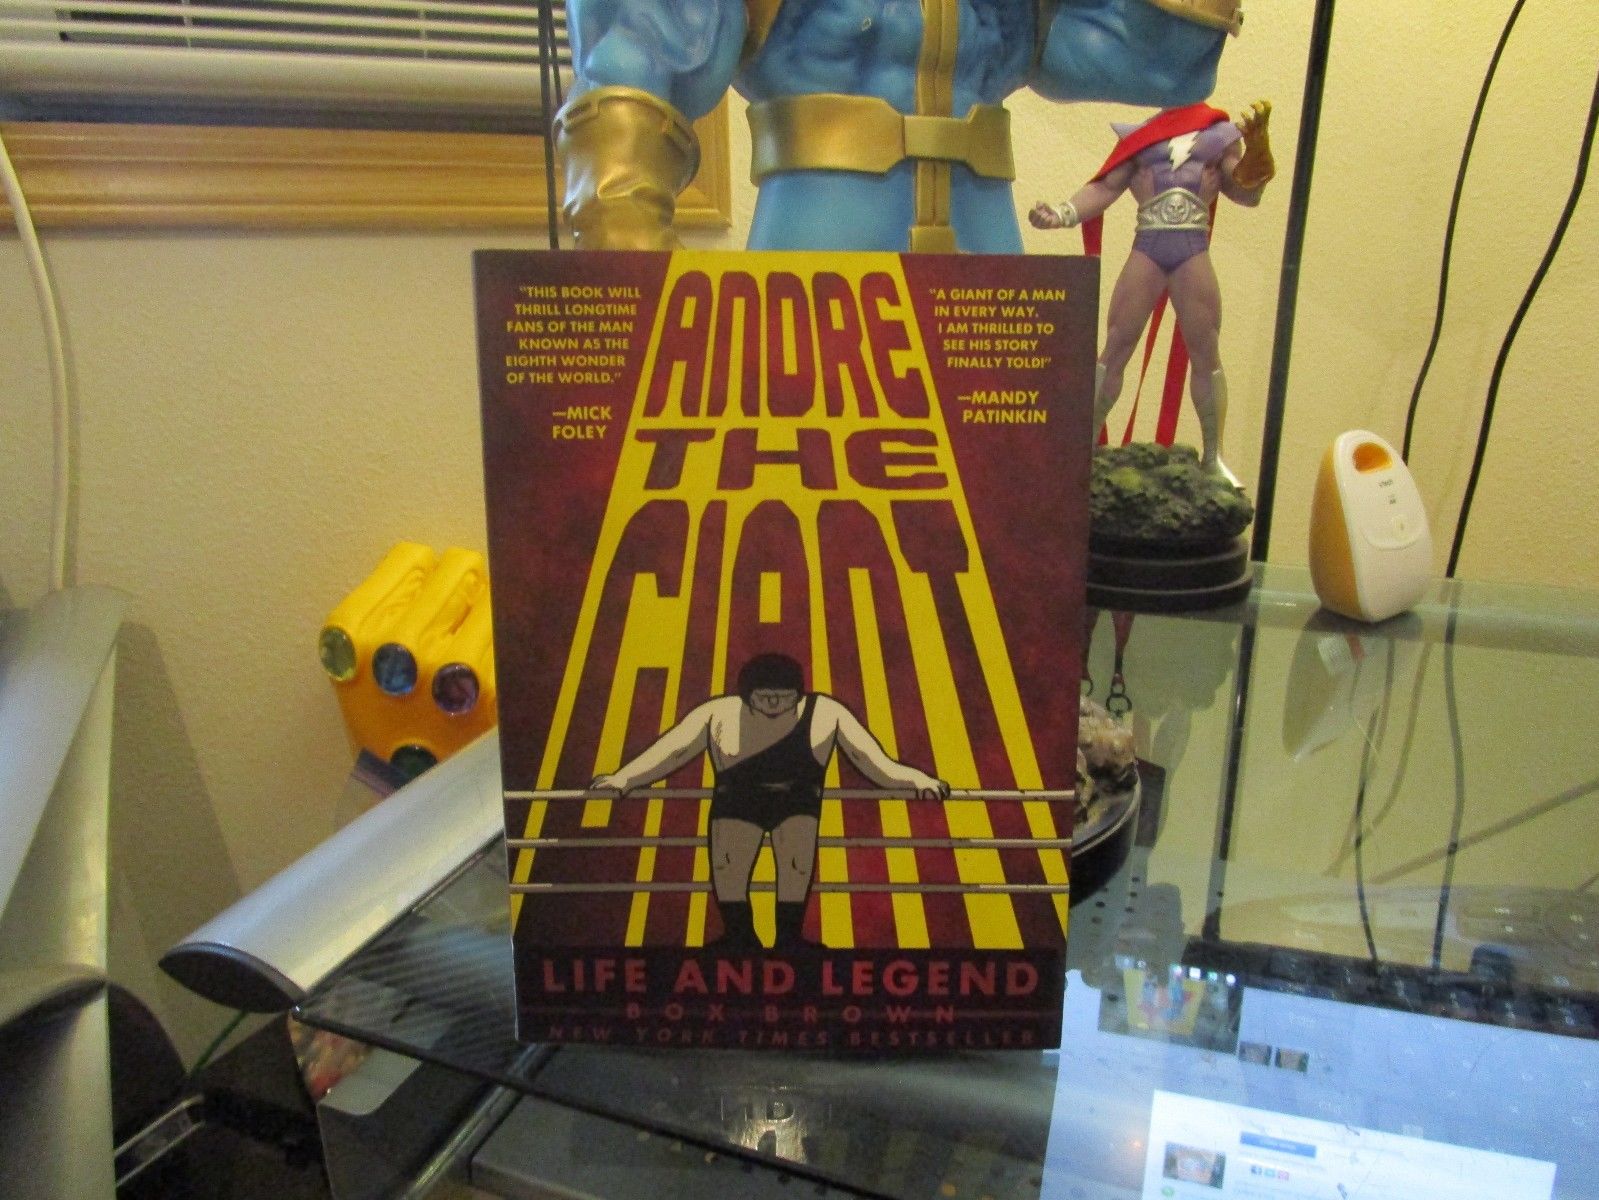 "THIS BOOK WILL
THRILL LONGTIME
FANS OF THE MAN
KNOWN AS THE
EIGHTH WONDER
OF THE WORLD."
—MICK
FOLEY
"A GIANT OF A MAN
IN EVERY WAY.
I AM THRILLED TO
SEE HIS STORY
FINALLY TOLD!"
—MANDY
PATINKIN
ANDRE
THE
GIANT
LIFE AND LEGEND
BOX BROWN
NEW YORK TIMES BESTSELLER
vtech